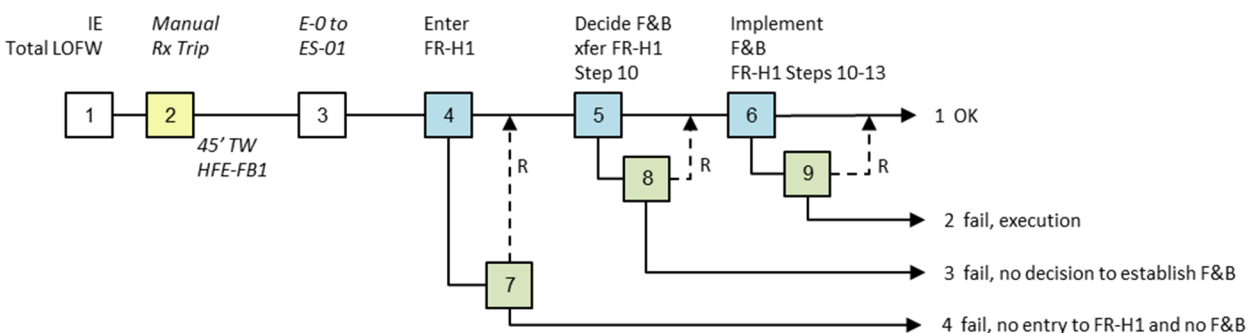 IE
Total LOFW
Manual
Rx Trip
E-0 to
ES-01
Enter
FR-H1
Decide F&B
xfer FR-H1
Step 10
Implement
F&B
FR-H1 Steps 10-13
1
2
3
4
5
6
1 OK
45’ TW
HFE-FB1
R
8
R
9
R
2 fail, execution
3 fail, no decision to establish F&B
7
4 fail, no entry to FR-H1 and no F&B